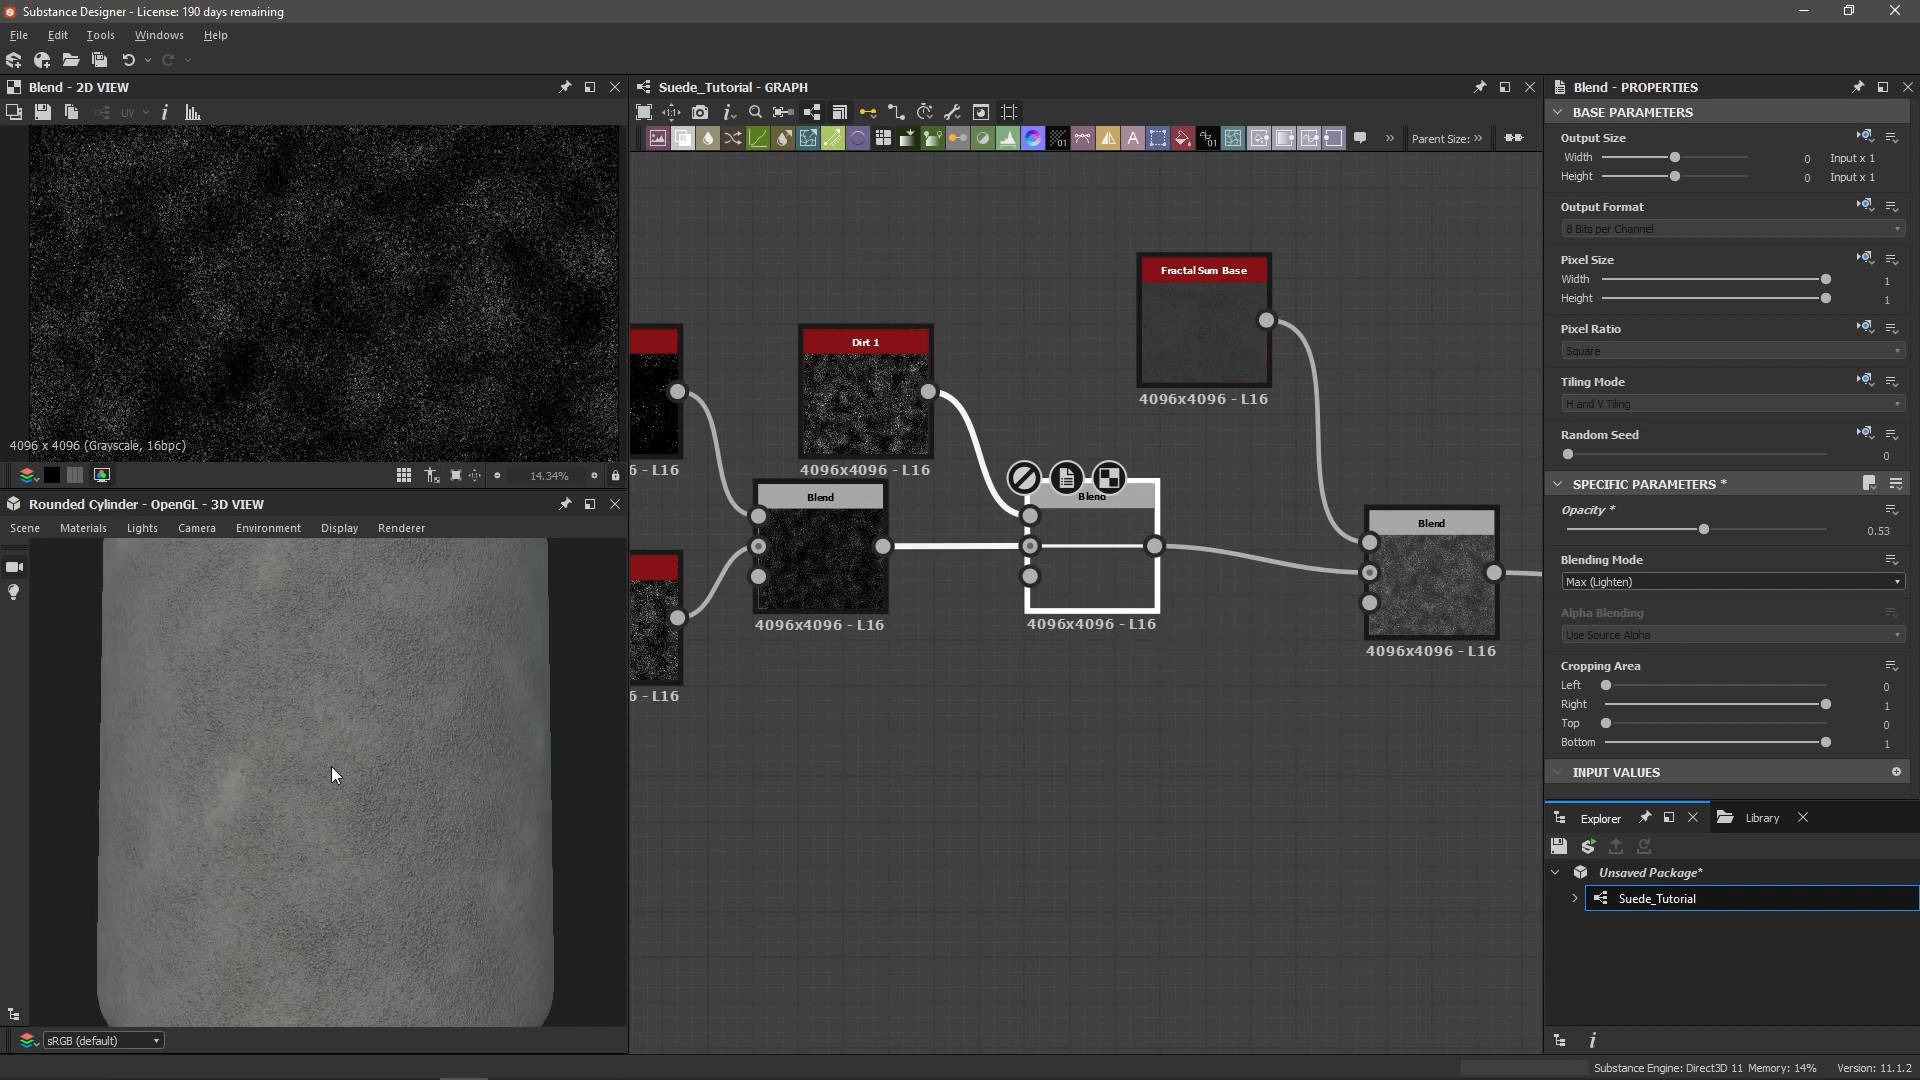 Substance Designer - License: 190 days remaining
File Edit Tools Windows Help
Blend - 2D VIEW
UV
4096 x 4096 (Grayscale, 16bpc)
14.34%
Rounded Cylinder - OpenGL - 3D VIEW
Scene Materials Lights Camera Environment Display Renderer
sRGB (default)
Suede_Tutorial - GRAPH
Parent Size: »
Fractal Sum Base
4096x4096 - L16
Dirt 1
6 - L16
4096x4096 - L16
Blend
Blend
Blend
4096x4096 - L16
4096x4096 - L16
4096x4096 - L16
6 - L16
Blend - PROPERTIES
BASE PARAMETERS
Output Size
Width 0 Input x 1
Height 0 Input x 1
Output Format
8 Bits per Channel
Pixel Size
Width 1
Height 1
Pixel Ratio
Square
Tiling Mode
H and V Tiling
Random Seed
0
SPECIFIC PARAMETERS *
Opacity *
0.53
Blending Mode
Max (Lighten)
Alpha Blending
Use Source Alpha
Cropping Area
Left 0
Right 1
Top 0
Bottom 1
INPUT VALUES
Explorer Library
Unsaved Package*
Suede_Tutorial
Substance Engine: Direct3D 11 Memory: 14% Version: 11.1.2